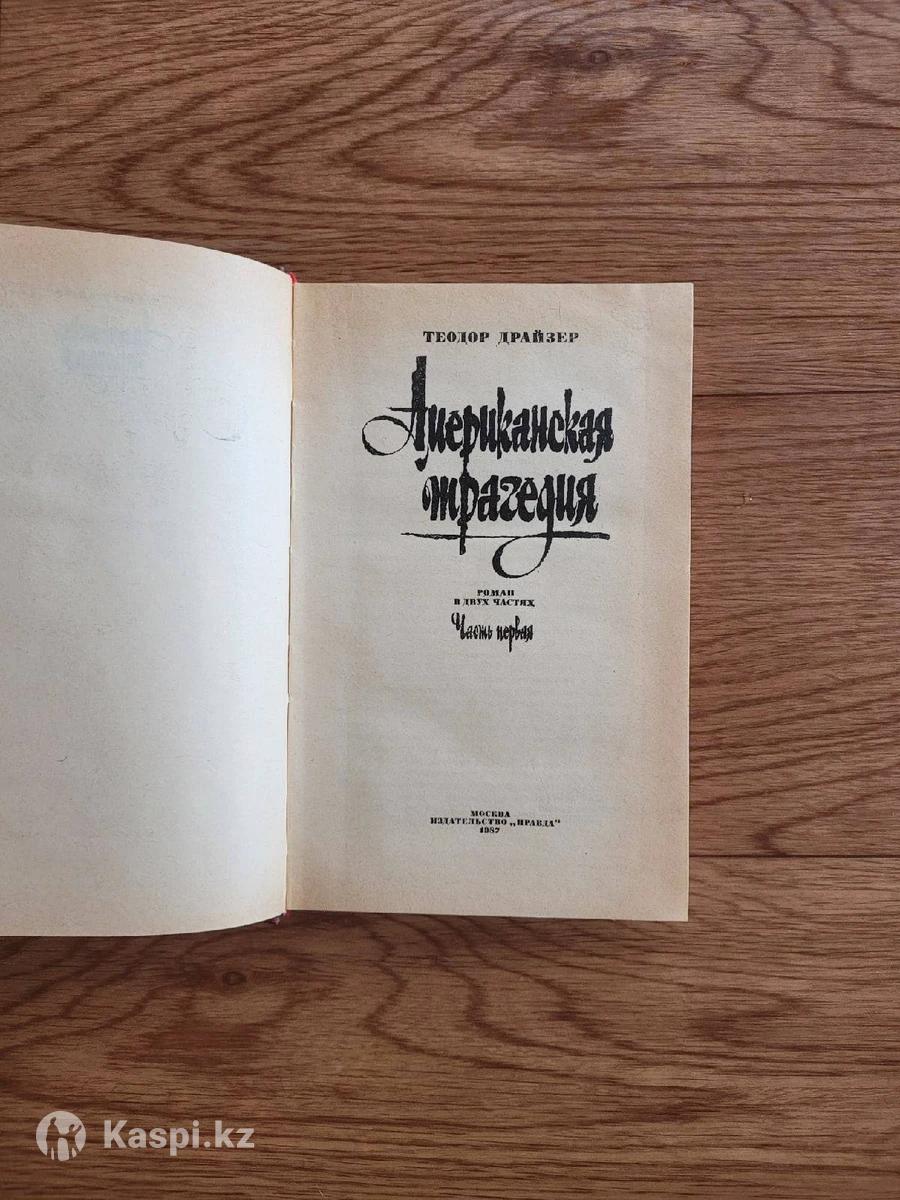 ТЕОДОР ДРАЙЗЕР
Американская
трагедия
РОМАН
В ДВУХ ЧАСТЯХ
Часть первая
МОСКВА
ИЗДАТЕЛЬСТВО „ПРАВДА"
1987
Kaspi.kz